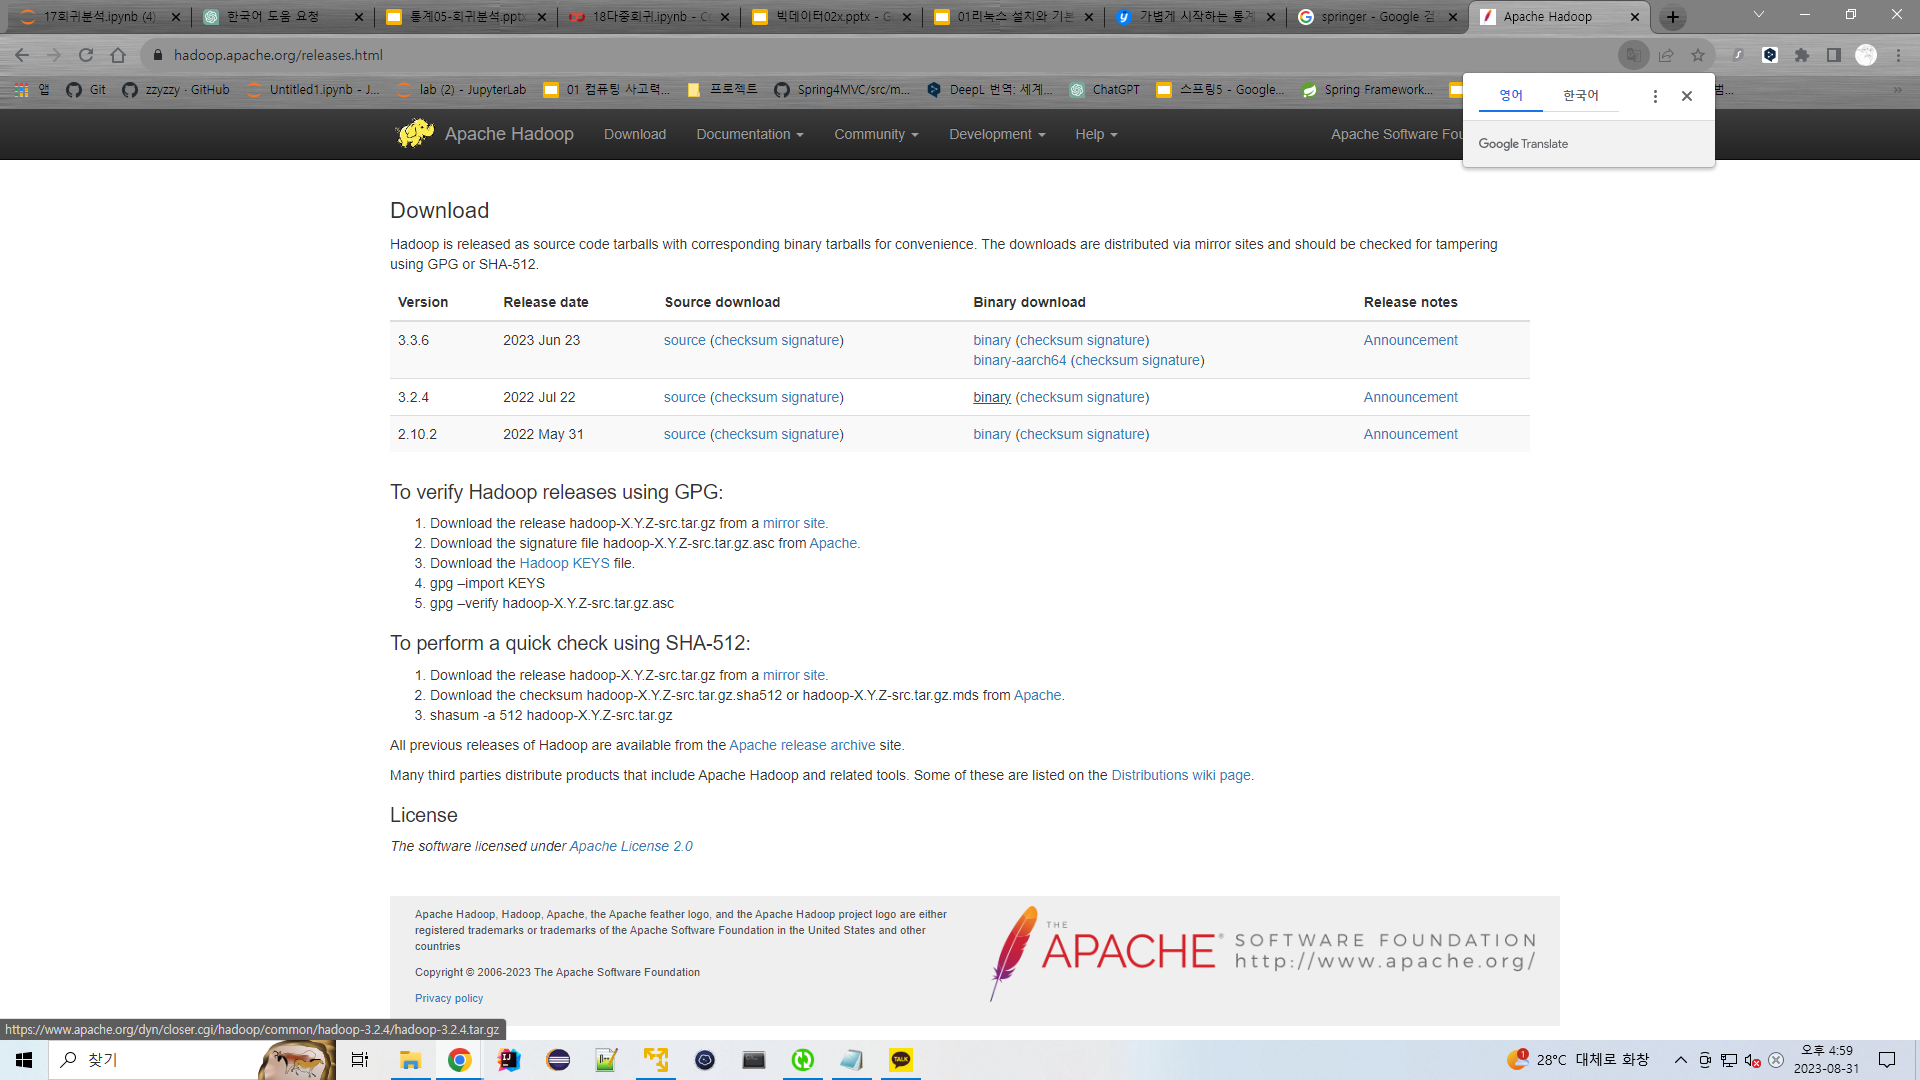 17회귀분석.ipynb (4)
한국어 도움 요청
통계05-회귀분석.pptx
18다중회귀.ipynb - C
빅데이터02x.pptx - G
01리눅스 설치와 기본
가볍게 시작하는 통계
springer - Google 검
Apache Hadoop
hadoop.apache.org/releases.html
앱
Git
zzyzzy · GitHub
Untitled1.ipynb - J...
lab (2) - JupyterLab
01 컴퓨팅 사고력...
프로젝트
Spring4MVC/src/m...
DeepL 번역: 세계...
ChatGPT
스프링5 - Google...
Spring Framework...
영어
한국어
Google Translate
Apache Hadoop
Download
Documentation
Community
Development
Help
Apache Software Fou
Download
Hadoop is released as source code tarballs with corresponding binary tarballs for convenience. The downloads are distributed via mirror sites and should be checked for tampering
using GPG or SHA-512.
Version Release date Source download Binary download Release notes
3.3.6 2023 Jun 23 source (checksum signature) binary (checksum signature) Announcement
binary-aarch64 (checksum signature)
3.2.4 2022 Jul 22 source (checksum signature) binary (checksum signature) Announcement
2.10.2 2022 May 31 source (checksum signature) binary (checksum signature) Announcement
To verify Hadoop releases using GPG:
1. Download the release hadoop-X.Y.Z-src.tar.gz from a mirror site.
2. Download the signature file hadoop-X.Y.Z-src.tar.gz.asc from Apache.
3. Download the Hadoop KEYS file.
4. gpg –import KEYS
5. gpg –verify hadoop-X.Y.Z-src.tar.gz.asc
To perform a quick check using SHA-512:
1. Download the release hadoop-X.Y.Z-src.tar.gz from a mirror site.
2. Download the checksum hadoop-X.Y.Z-src.tar.gz.sha512 or hadoop-X.Y.Z-src.tar.gz.mds from Apache.
3. shasum -a 512 hadoop-X.Y.Z-src.tar.gz
All previous releases of Hadoop are available from the Apache release archive site.
Many third parties distribute products that include Apache Hadoop and related tools. Some of these are listed on the Distributions wiki page.
License
The software licensed under Apache License 2.0
Apache Hadoop, Hadoop, Apache, the Apache feather logo, and the Apache Hadoop project logo are either
registered trademarks or trademarks of the Apache Software Foundation in the United States and other
countries
Copyright © 2006-2023 The Apache Software Foundation
Privacy policy
THE
APACHE® SOFTWARE FOUNDATION
http://www.apache.org/
https://www.apache.org/dyn/closer.cgi/hadoop/common/hadoop-3.2.4/hadoop-3.2.4.tar.gz
찾기
TALK
1
28°C 대체로 화창
오후 4:59
2023-08-31